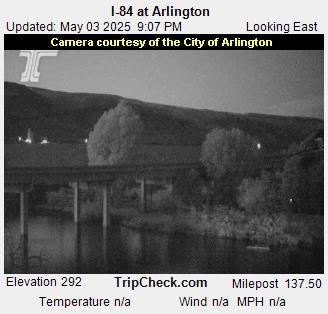 I-84 at Arlington
Updated: May 03 2025 9:07 PM Looking East
Camera courtesy of the City of Arlington
Elevation 292 TripCheck.com Milepost 137.50
Temperature n/a Wind n/a MPH n/a